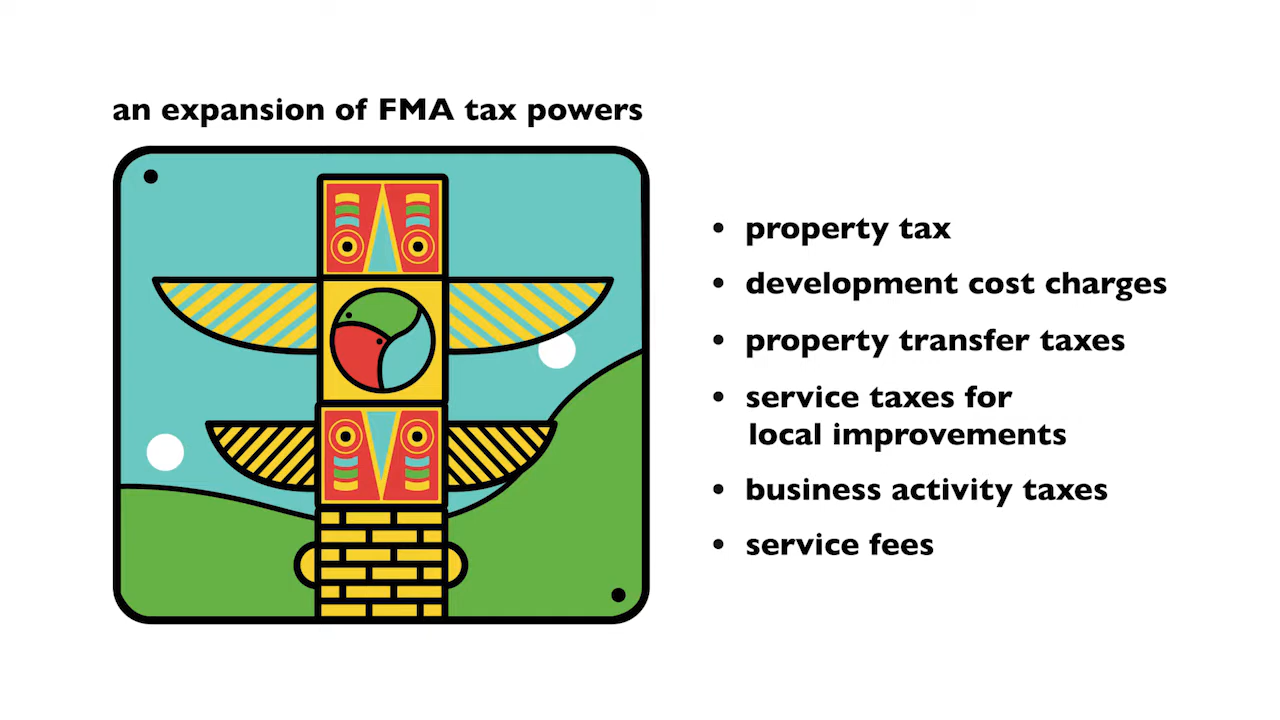 an expansion of FMA tax powers
• property tax
• development cost charges
• property transfer taxes
• service taxes for
local improvements
• business activity taxes
• service fees